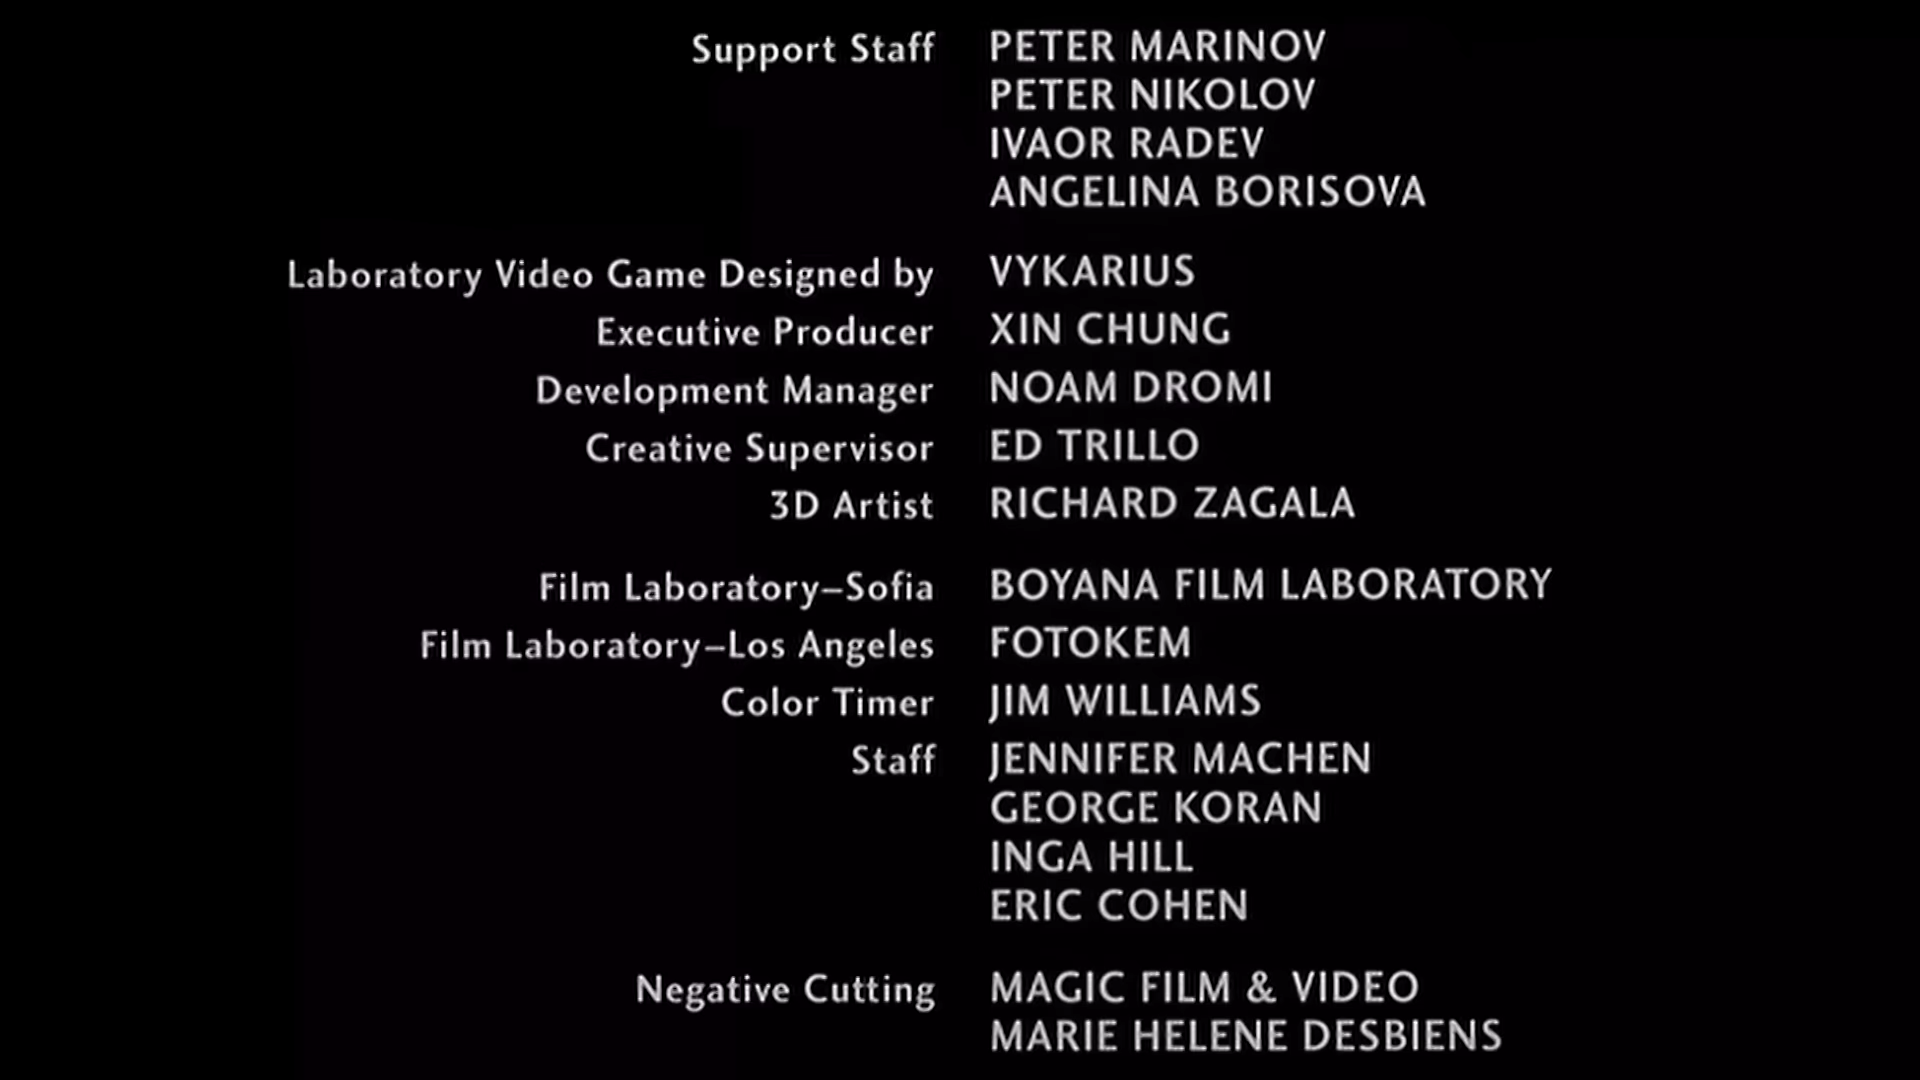 Support Staff PETER MARINOV
PETER NIKOLOV
IVAOR RADEV
ANGELINA BORISOVA
Laboratory Video Game Designed by VYKARIUS
Executive Producer XIN CHUNG
Development Manager NOAM DROMI
Creative Supervisor ED TRILLO
3D Artist RICHARD ZAGALA
Film Laboratory–Sofia BOYANA FILM LABORATORY
Film Laboratory–Los Angeles FOTOKEM
Color Timer JIM WILLIAMS
Staff JENNIFER MACHEN
GEORGE KORAN
INGA HILL
ERIC COHEN
Negative Cutting MAGIC FILM & VIDEO
MARIE HELENE DESBIENS